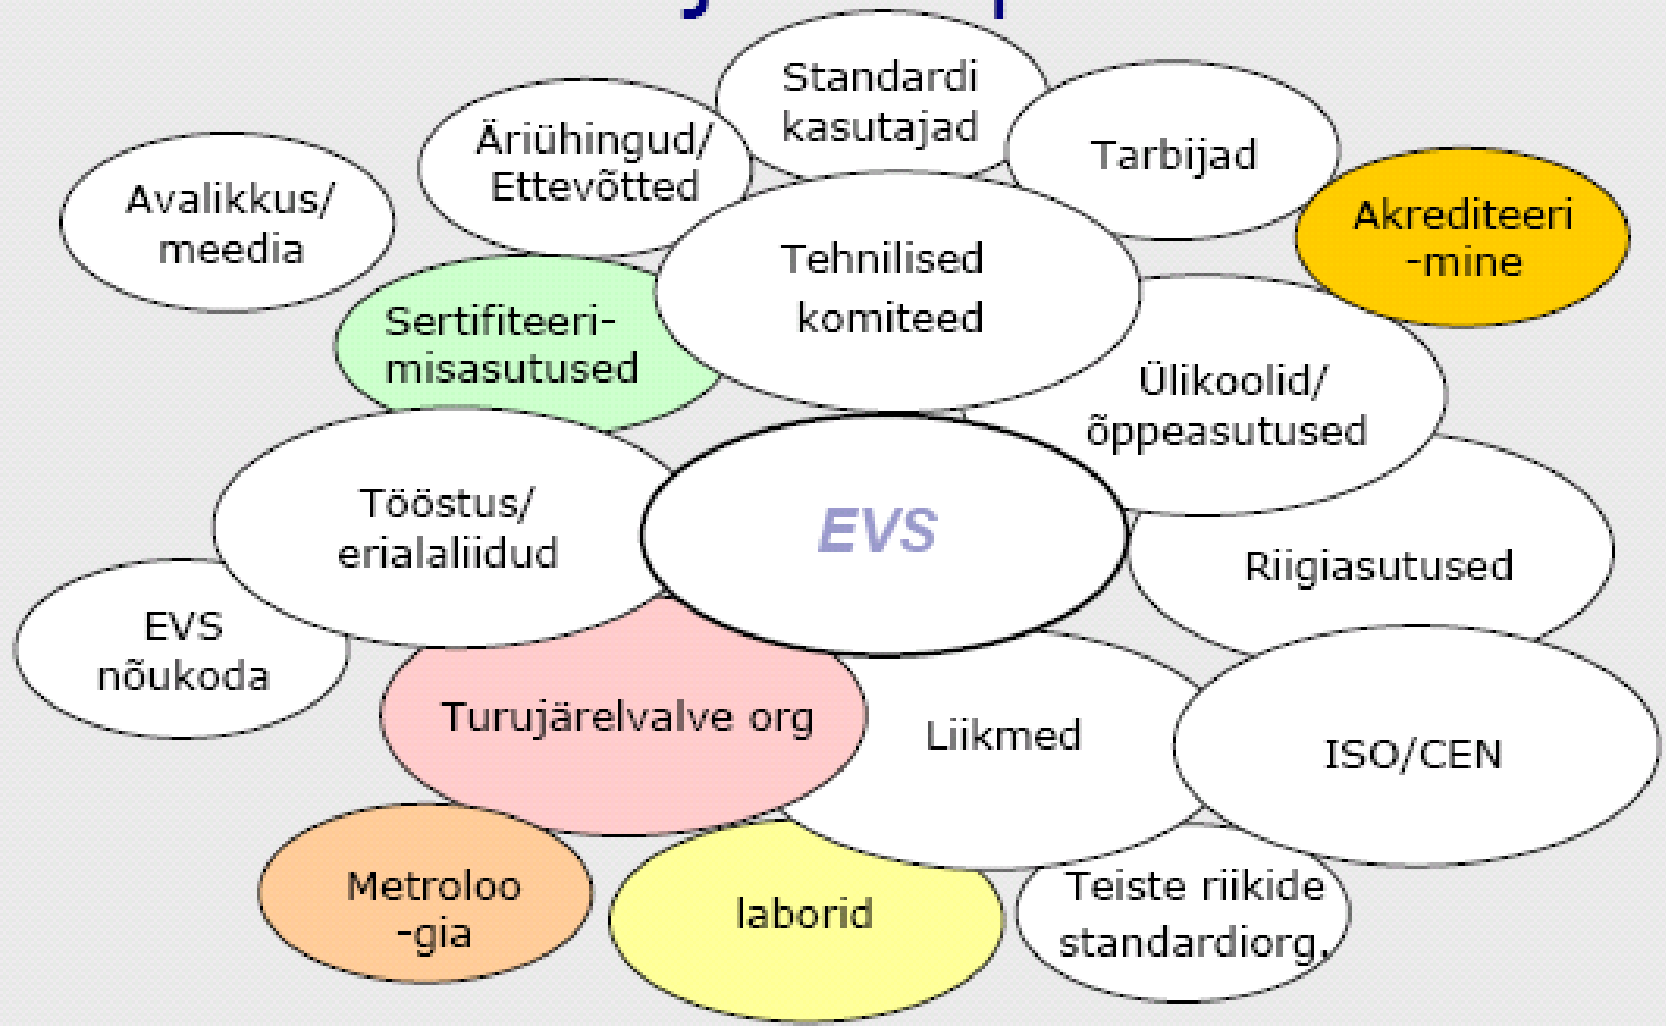 Standardi
kasutajad
Äriühingud/
Ettevõtted
Tarbijad
Avalikkus/
meedia
Akrediteeri
-mine
Tehnilised
komiteed
Sertifiteeri-
misasutused
Ülikoolid/
õppeasutused
Tööstus/
erialaliidud
EVS
Riigiasutused
EVS
nõukoda
Turujärelvalve org
Liikmed
ISO/CEN
Metroloo
-gia
laborid
Teiste riikide
standardiorg.